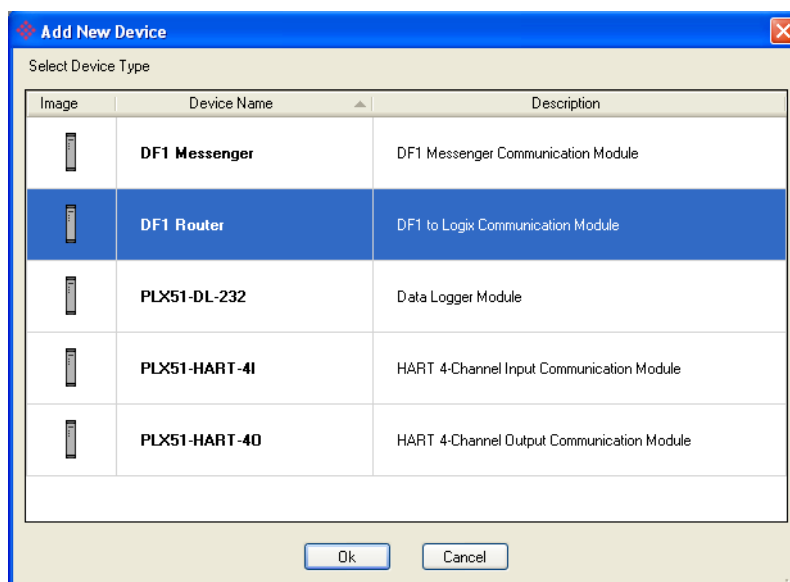 Add New Device
Select Device Type
Image Device Name Description
DF1 Messenger DF1 Messenger Communication Module
DF1 Router DF1 to Logix Communication Module
PLX51-DL-232 Data Logger Module
PLX51-HART-4I HART 4-Channel Input Communication Module
PLX51-HART-4O HART 4-Channel Output Communication Module
Ok Cancel